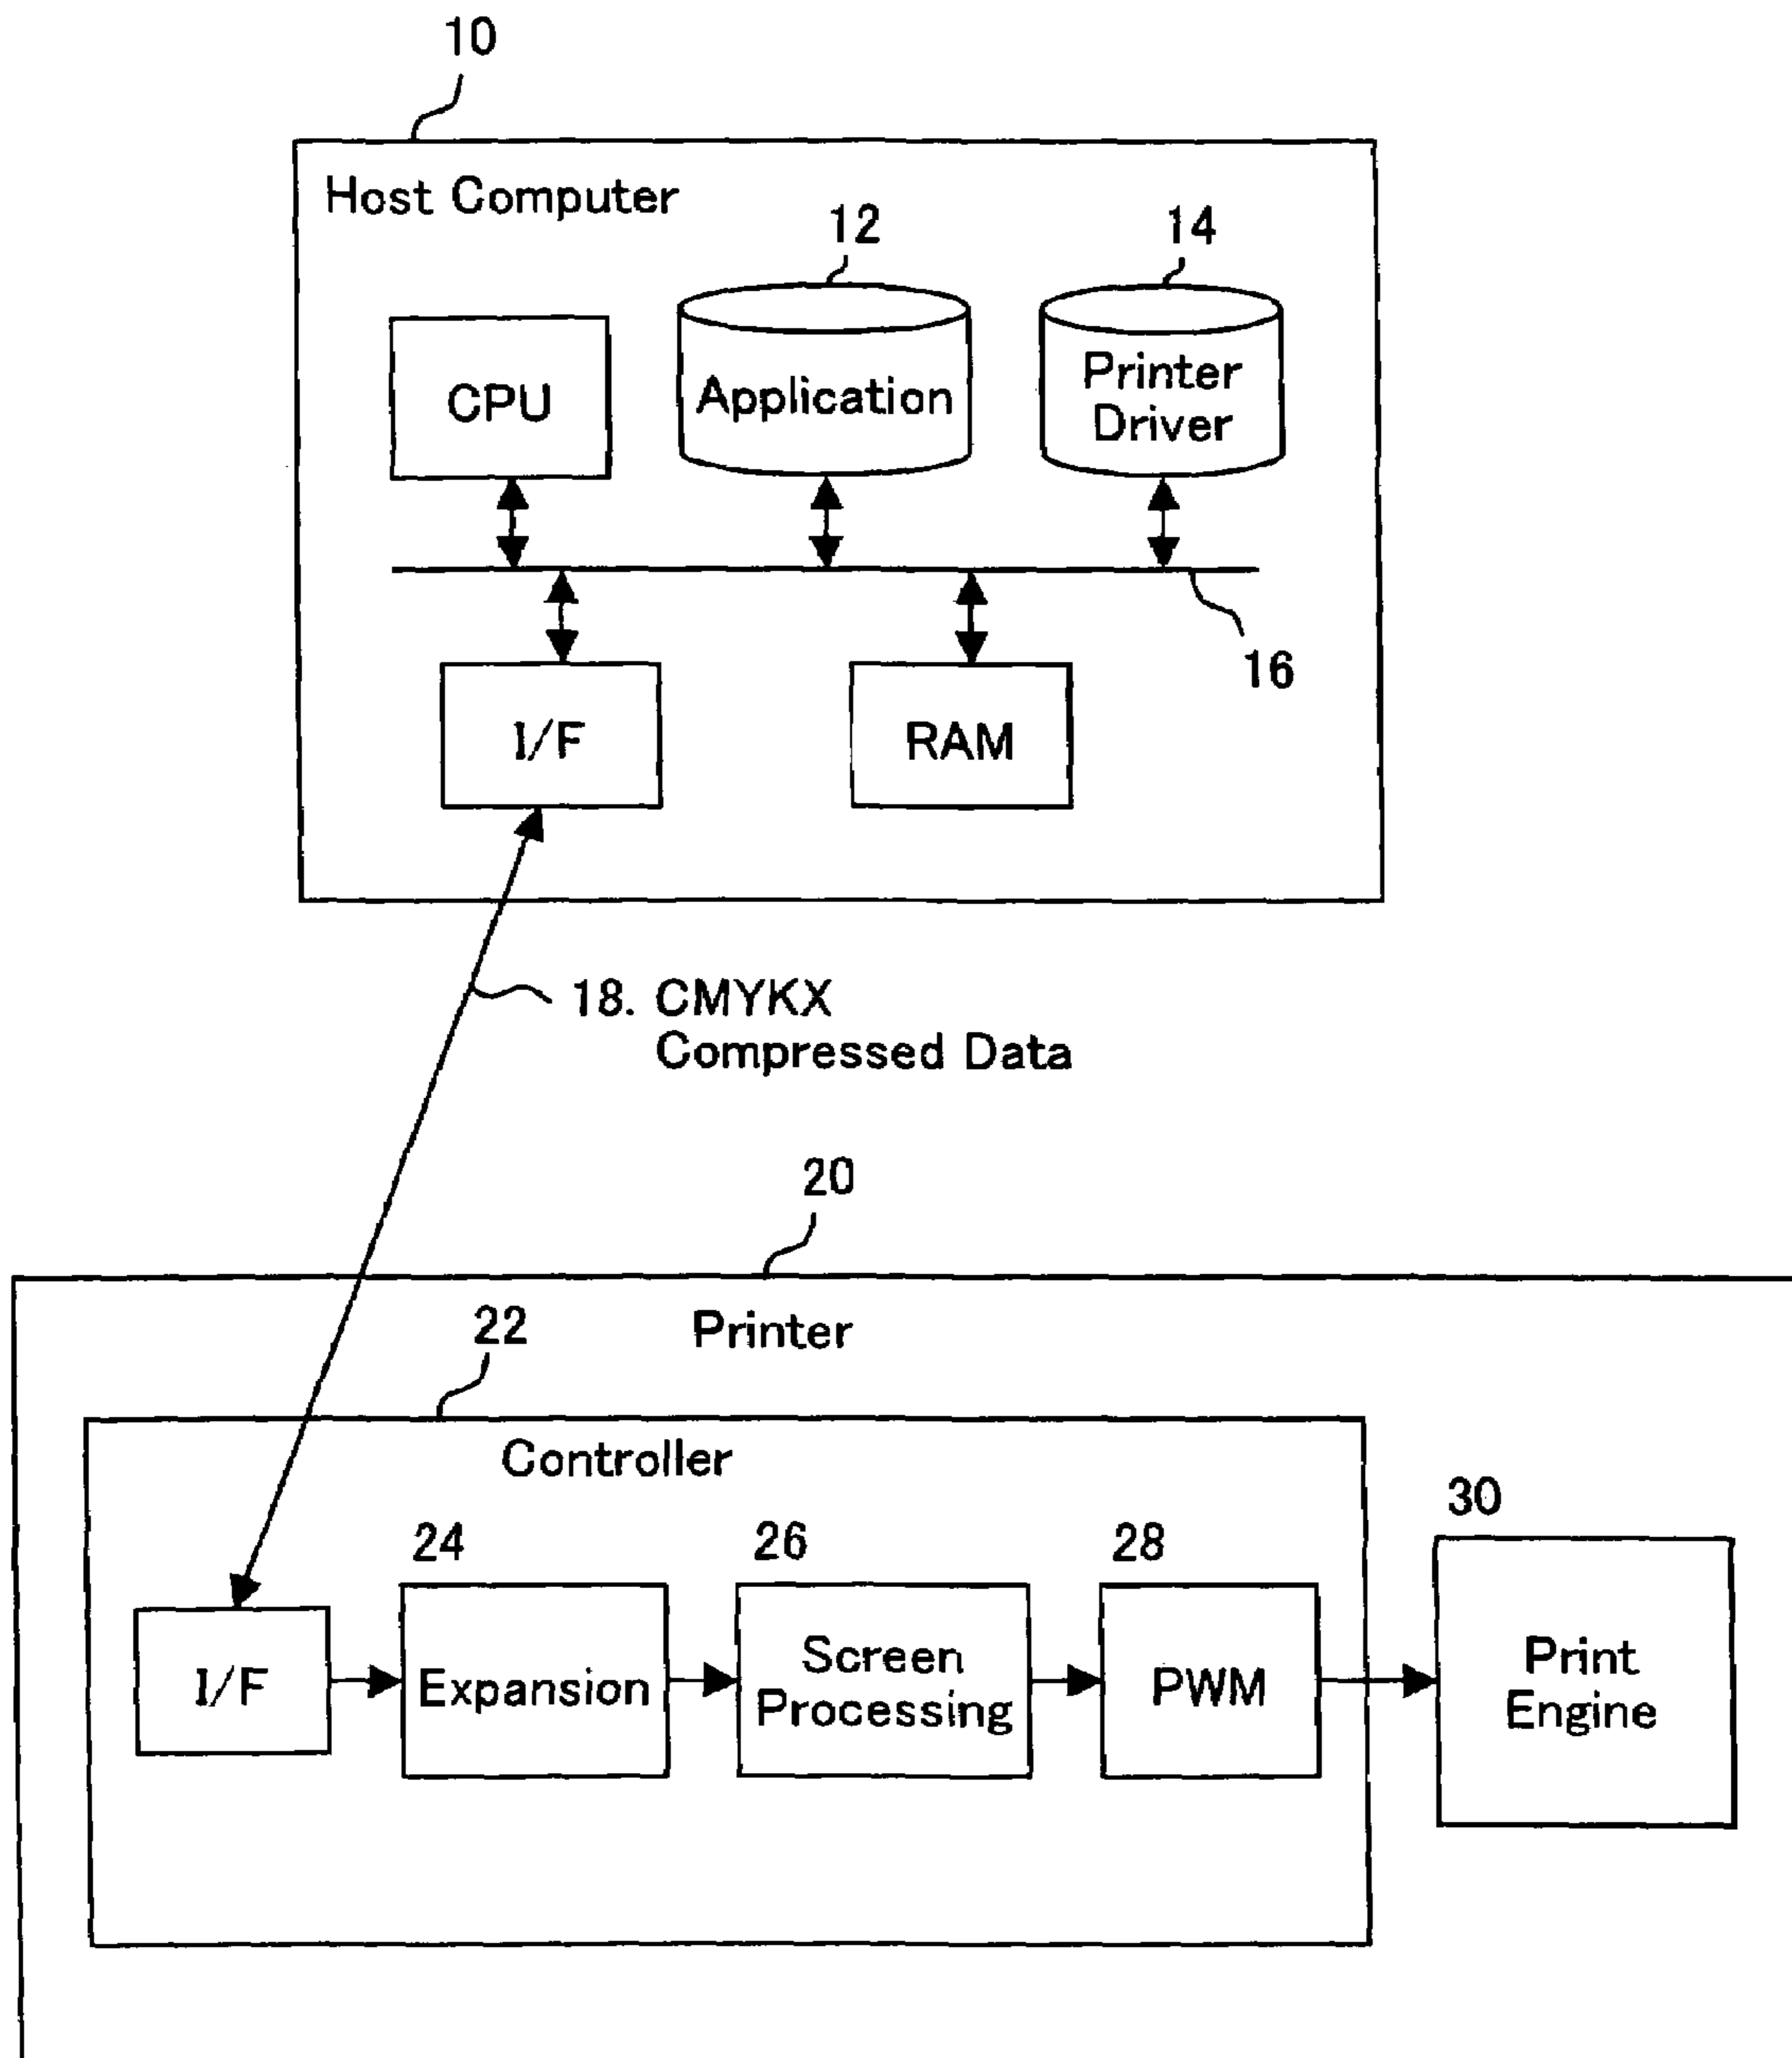 10
Host Computer
12
14
CPU
Application
Printer
Driver
16
I/F
RAM
18. CMYKX
Compressed Data
20
Printer
22
Controller
30
24
26
28
I/F
Expansion
Screen
Processing
PWM
Print
Engine